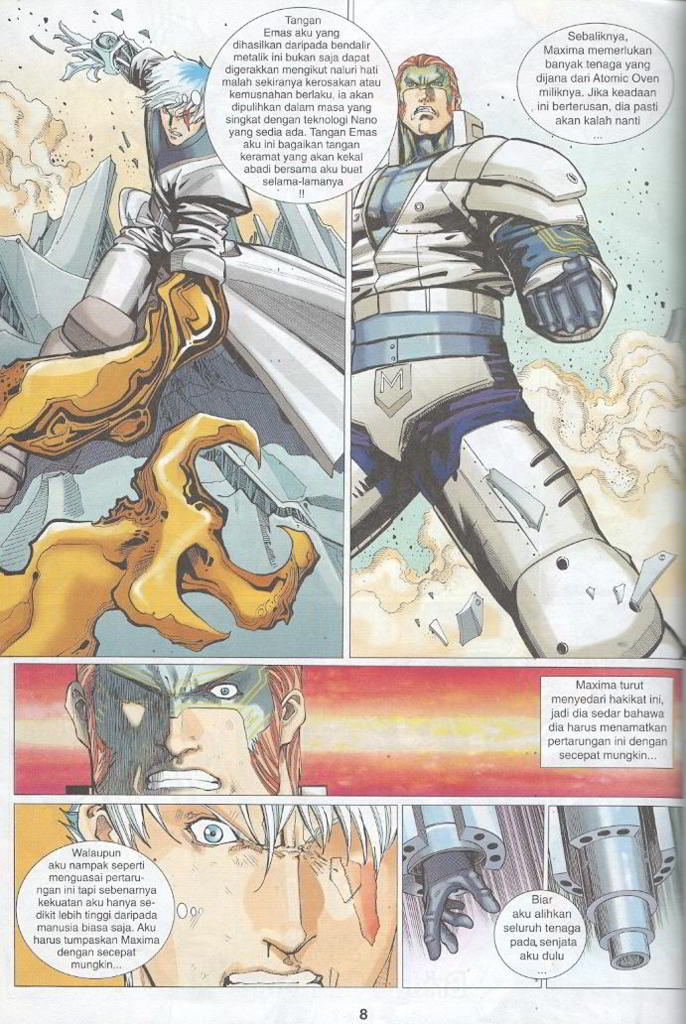 Tangan
Emas aku yang
dihasilkan daripada bendalir
metalik ini bukan saja dapat
digerakkan mengikut naluri hati
malah sekiranya kerosakan atau
kemusnahan berlaku, ia akan
dipulihkan dalam masa yang
singkat dengan teknologi Nano
yang sedia ada. Tangan Emas
aku ini bagaikan tangan
keramat yang akan kekal
abadi bersama aku buat
selama-lamanya
!!
Sebaliknya,
Maxima memerlukan
banyak tenaga yang
dijana dari Atomic Oven
miliknya. Jika keadaan
ini berterusan, dia pasti
akan kalah nanti
...
M
Maxima turut
menyedari hakikat ini,
jadi dia sedar bahawa
dia harus menamatkan
pertarungan ini dengan
secepat mungkin...
Walaupun
aku nampak seperti
menguasai pertaru-
ngan ini tapi sebenarnya
kekuatan aku hanya se-
dikit lebih tinggi daripada
manusia biasa saja. Aku
harus tumpaskan Maxima
dengan secepat
mungkin...
Biar
aku alihkan
seluruh tenaga
pada senjata
aku dulu
...
8